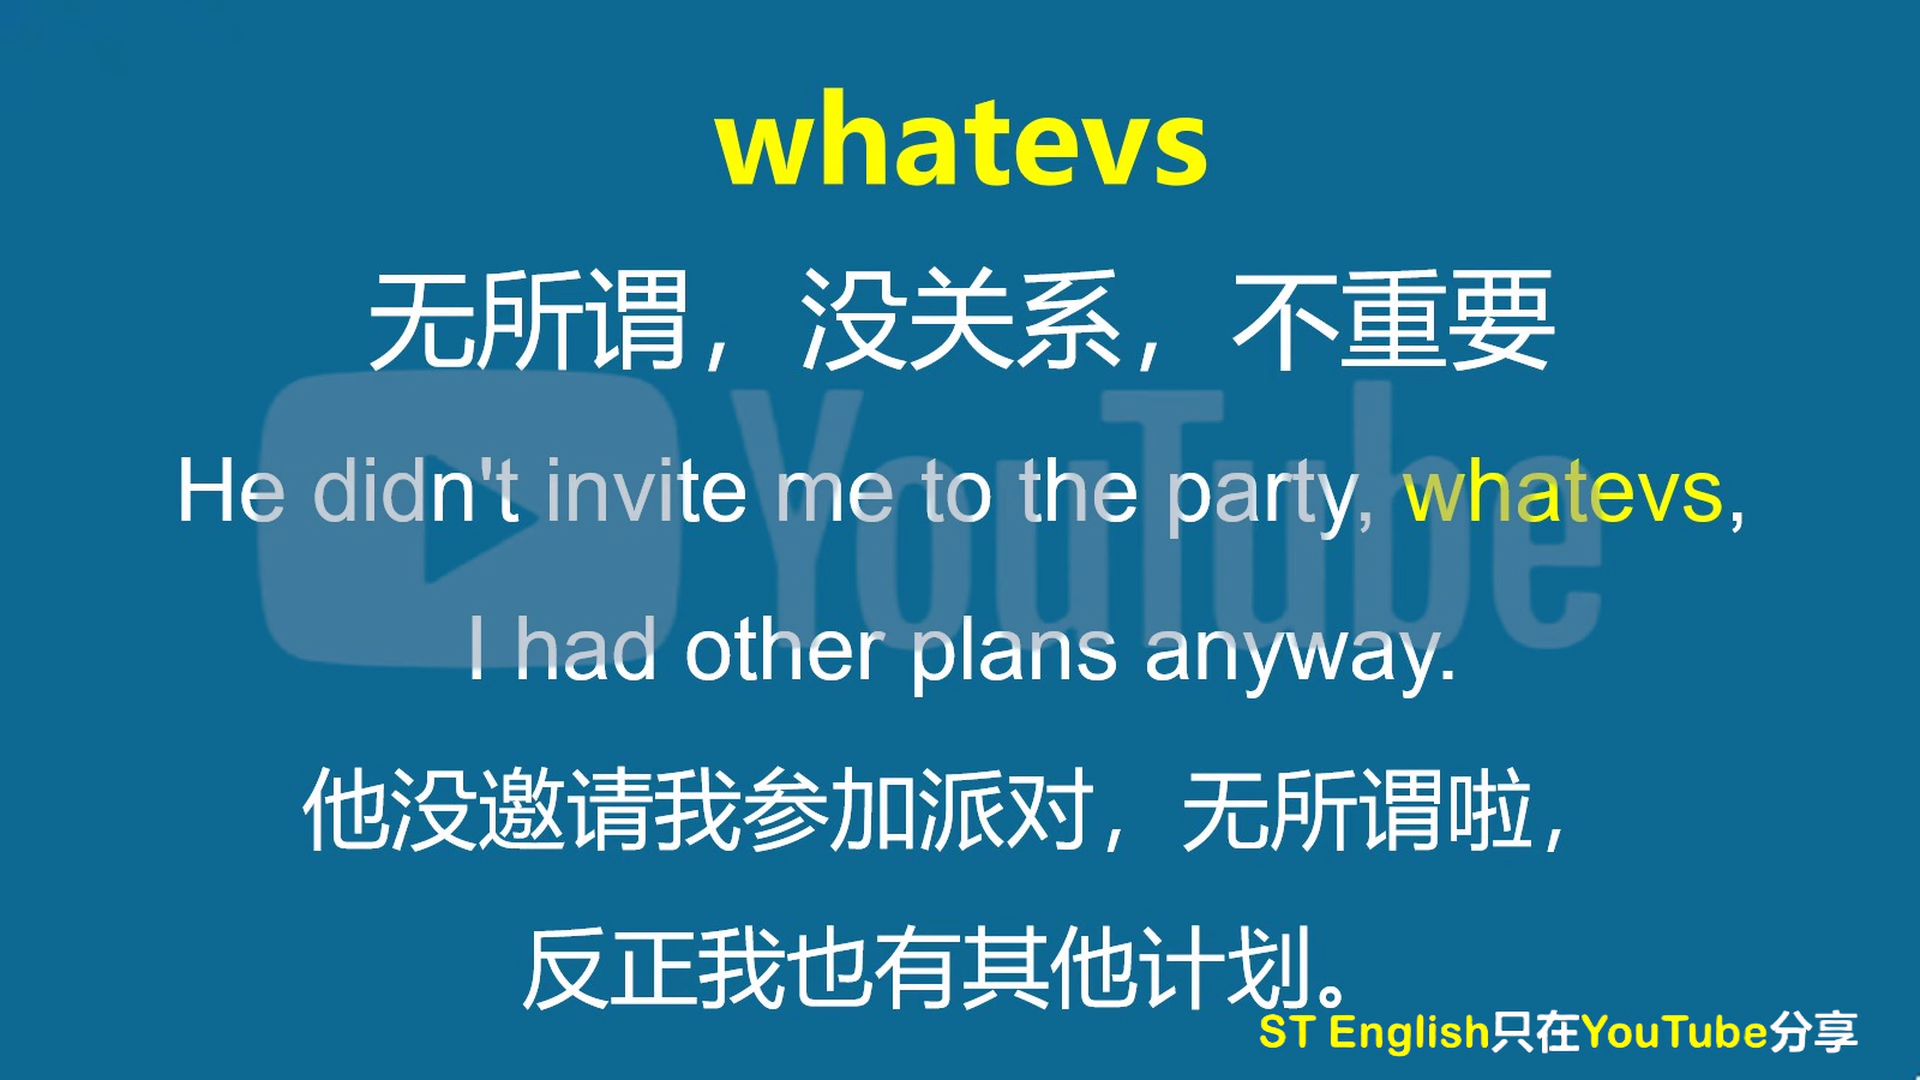 whatevs
无所谓，没关系，不重要
He didn't invite me to the party, whatevs,
I had other plans anyway.
他没邀请我参加派对，无所谓啦，
反正我也有其他计划。
YouTube
ST English只在YouTube分享